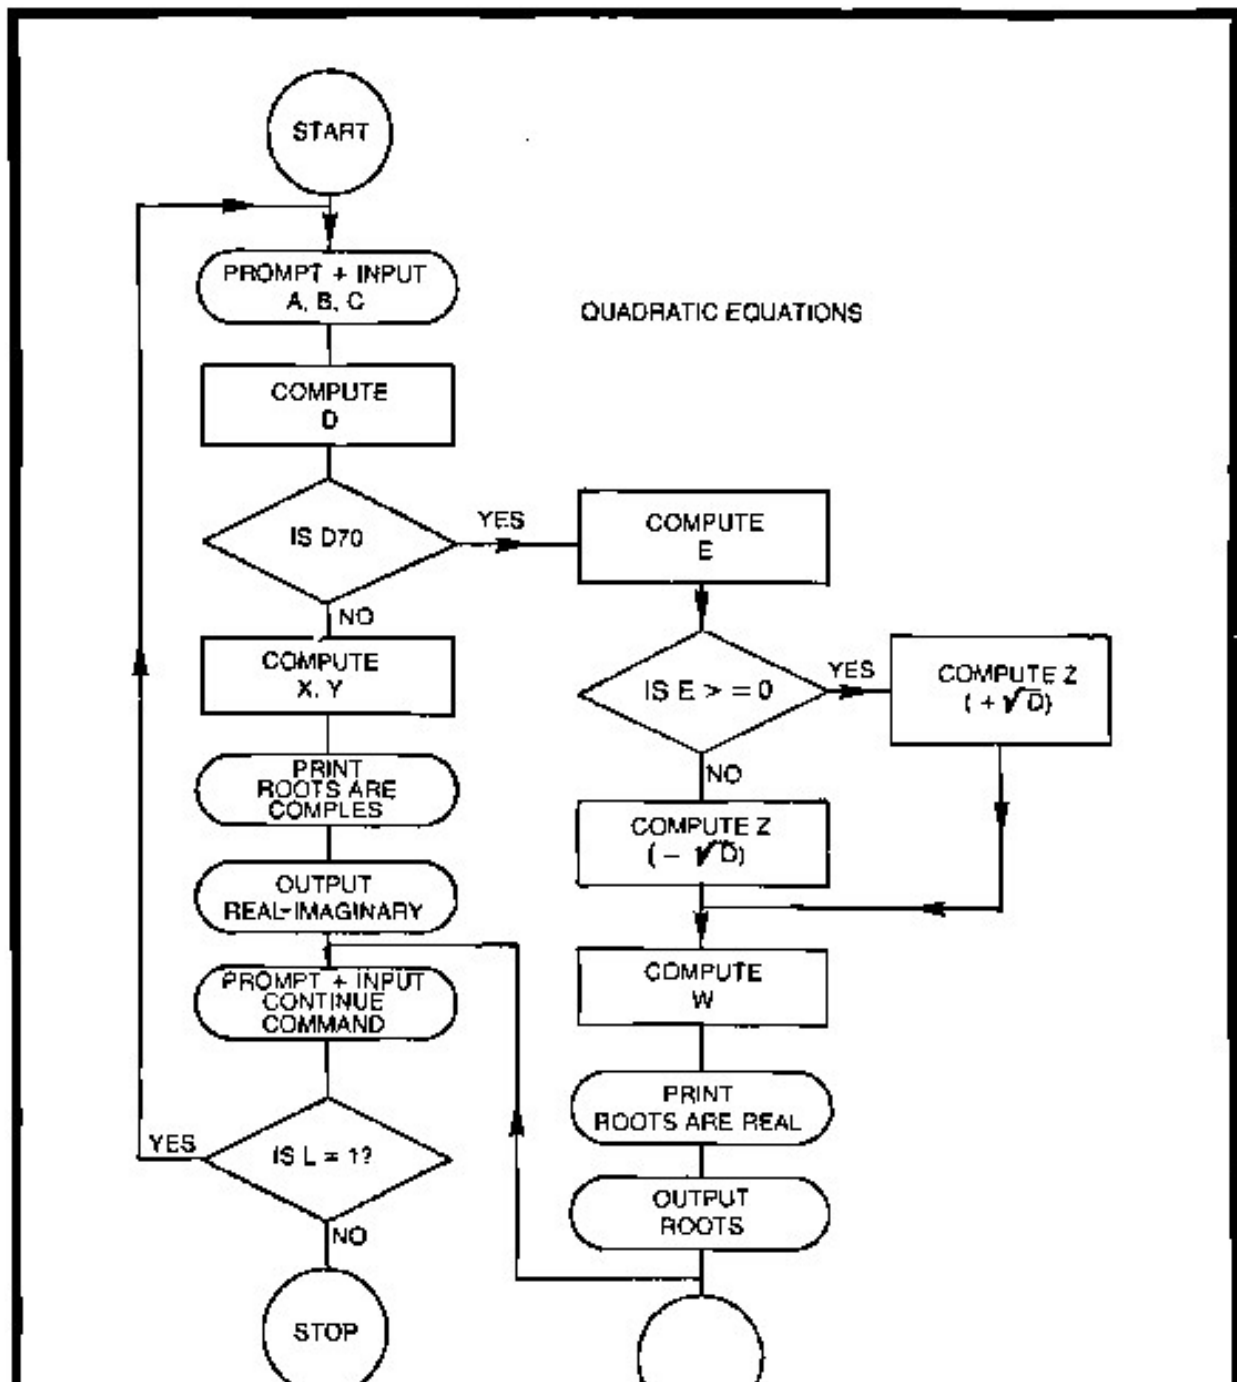 START
PROMPT + INPUT
A, B, C
QUADRATIC EQUATIONS
COMPUTE
D
IS D70
YES
COMPUTE
E
NO
COMPUTE
X, Y
IS E > = 0
YES
COMPUTE Z
(+√D)
PRINT
ROOTS ARE
COMPLES
NO
COMPUTE Z
(- √D)
OUTPUT
REAL-IMAGINARY
PROMPT + INPUT
CONTINUE
COMMAND
COMPUTE
W
PRINT
ROOTS ARE REAL
YES
IS L = 1?
OUTPUT
ROOTS
NO
STOP